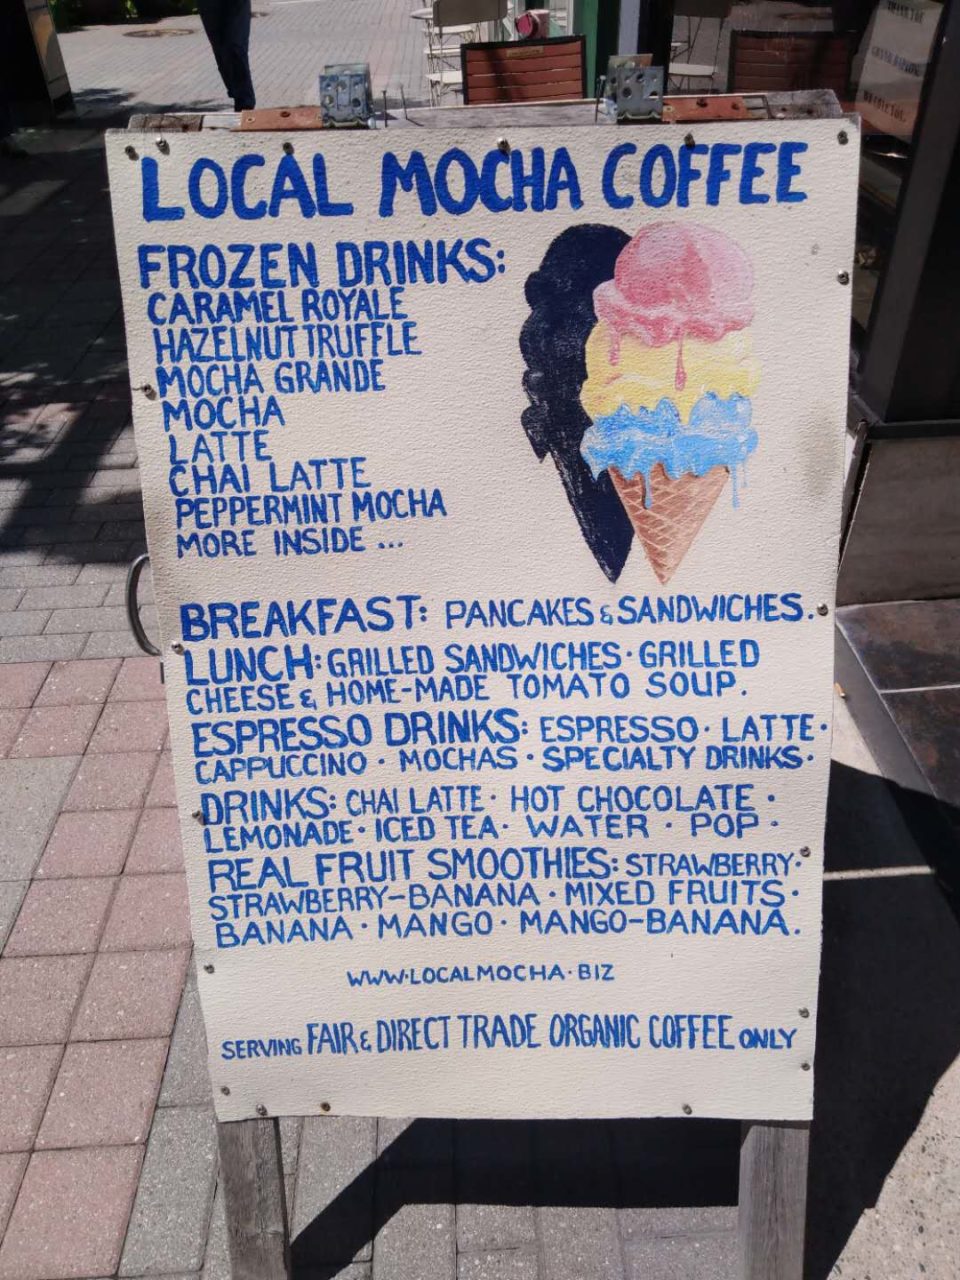 LOCAL MOCHA COFFEE
FROZEN DRINKS:
CARAMEL ROYALE
HAZELNUT TRUFFLE
MOCHA GRANDE
MOCHA
LATTE
CHAI LATTE
PEPPERMINT MOCHA
MORE INSIDE ...
BREAKFAST: PANCAKES & SANDWICHES.
LUNCH: GRILLED SANDWICHES · GRILLED
CHEESE & HOME-MADE TOMATO SOUP.
ESPRESSO DRINKS: ESPRESSO · LATTE ·
CAPPUCCINO · MOCHAS · SPECIALTY DRINKS ·
DRINKS: CHAI LATTE · HOT CHOCOLATE ·
LEMONADE · ICED TEA · WATER · POP ·
REAL FRUIT SMOOTHIES: STRAWBERRY ·
STRAWBERRY-BANANA · MIXED FRUITS ·
BANANA · MANGO · MANGO-BANANA.
WWW·LOCALMOCHA·BIZ
SERVING FAIR & DIRECT TRADE ORGANIC COFFEE ONLY